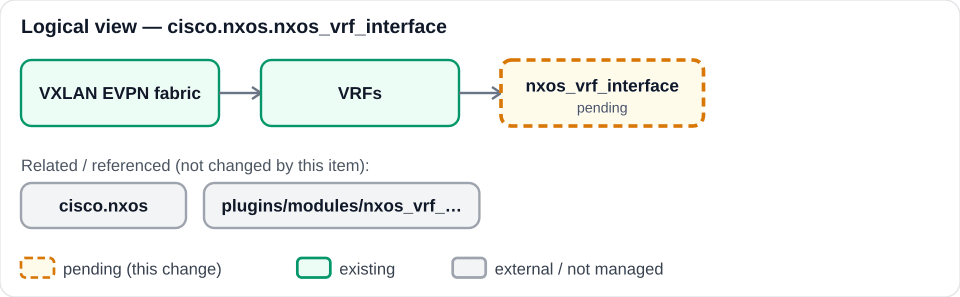 Logical view — cisco.nxos.nxos_vrf_interface
VXLAN EVPN fabric
VRFs
nxos_vrf_interface
pending
Related / referenced (not changed by this item):
cisco.nxos
plugins/modules/nxos_vrf_…
pending (this change)
existing
external / not managed